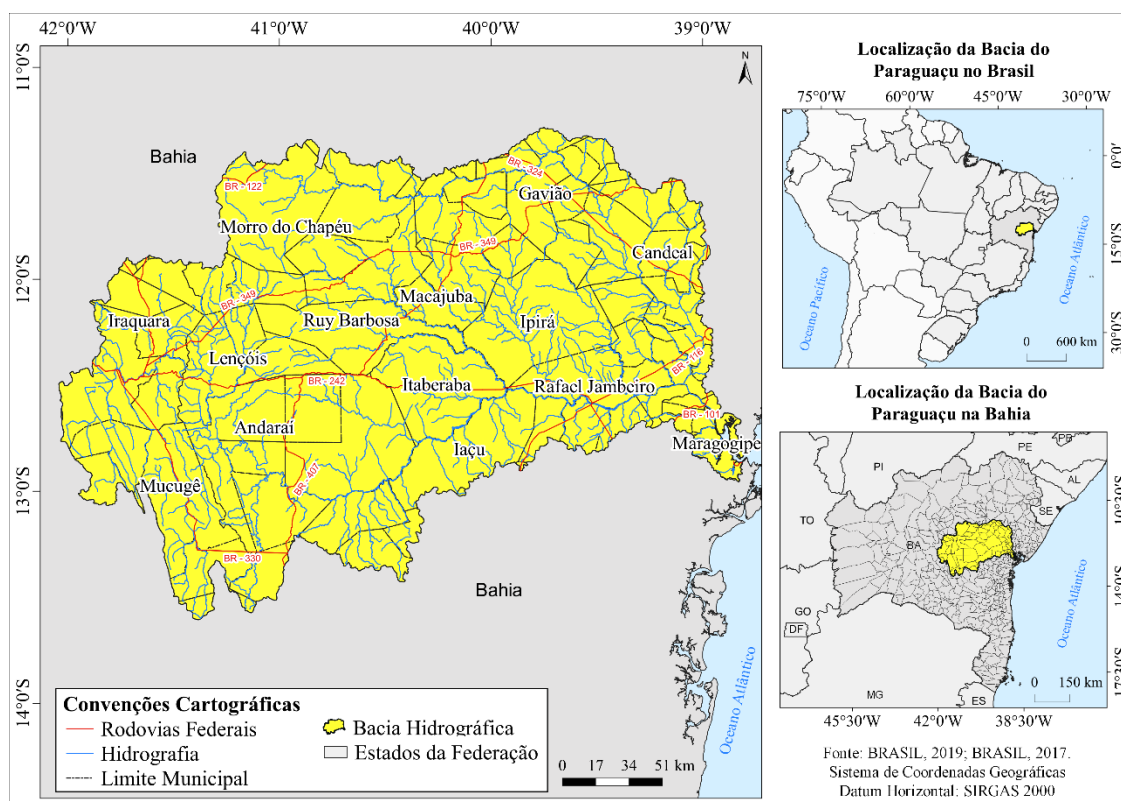 42°0'W 41°0'W 40°0'W 39°0'W
11°0'S
12°0'S
13°0'S
14°0'S
N
Bahia
BR - 122
BR - 324
Gavião
Morro do Chapéu
BR - 349
Candeal
Macajuba
BR - 349
Iraquara
Ruy Barbosa
Ipirá
Lençóis
BR - 116
BR - 242
Itaberaba
Rafael Jambeiro
BR - 101
Andaraí
Iaçu
Maragogipe
Mucugê
BR - 407
BR - 330
Bahia
Oceano Atlântico
Convenções Cartográficas
Rodovias Federais
Hidrografia
Limite Municipal
Bacia Hidrográfica
Estados da Federação
0 17 34 51 km
Localização da Bacia do
Paraguaçu no Brasil
75°0'W 60°0'W 45°0'W 30°0'W
0°0'
15°0'S
30°0'S
Oceano Pacífico
Oceano Atlântico
0 600 km
Localização da Bacia do
Paraguaçu na Bahia
PE
PB
PI
AL
SE
TO
BA
GO
DF
MG
ES
Oceano Atlântico
10°30'S
14°0'S
17°30'S
0 150 km
45°30'W 42°0'W 38°30'W
Fonte: BRASIL, 2019; BRASIL, 2017.
Sistema de Coordenadas Geográficas
Datum Horizontal: SIRGAS 2000